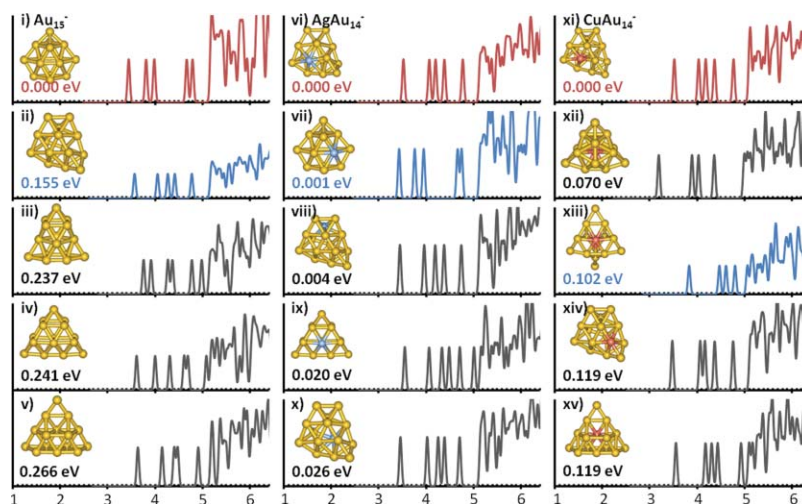 i) Au15-
0.000 eV
ii)
0.155 eV
iii)
0.237 eV
iv)
0.241 eV
v)
0.266 eV
1 2 3 4 5 6
vi) AgAu14-
0.000 eV
vii)
0.001 eV
viii)
0.004 eV
ix)
0.020 eV
x)
0.026 eV
1 2 3 4 5 6
xi) CuAu14-
0.000 eV
xii)
0.070 eV
xiii)
0.102 eV
xiv)
0.119 eV
xv)
0.119 eV
1 2 3 4 5 6